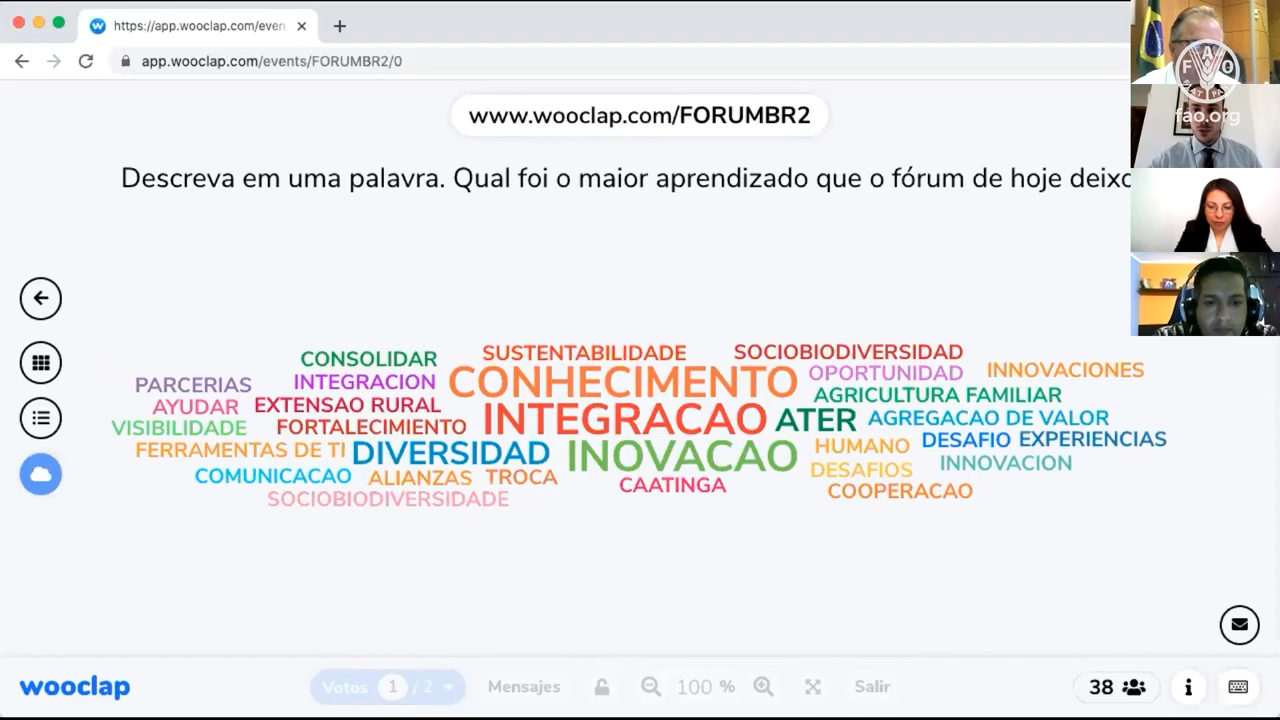 https://app.wooclap.com/even
app.wooclap.com/events/FORUMBR2/0
www.wooclap.com/FORUMBR2
FAO
FIAT PANIS
fao.org
Descreva em uma palavra. Qual foi o maior aprendizado que o fórum de hoje deixo
CONSOLIDAR SUSTENTABILIDADE SOCIOBIODIVERSIDAD
PARCERIAS INTEGRACION CONHECIMENTO OPORTUNIDAD INNOVACIONES
AYUDAR EXTENSAO RURAL AGRICULTURA FAMILIAR
VISIBILIDADE FORTALECIMIENTO INTEGRACAO ATER AGREGACAO DE VALOR
FERRAMENTAS DE TI DIVERSIDAD INOVACAO HUMANO DESAFIO EXPERIENCIAS
COMUNICACAO ALIANZAS TROCA CAATINGA DESAFIOS INNOVACION
SOCIOBIODIVERSIDADE COOPERACAO
wooclap Votos 1 / 2 Mensajes 100 % Salir 38